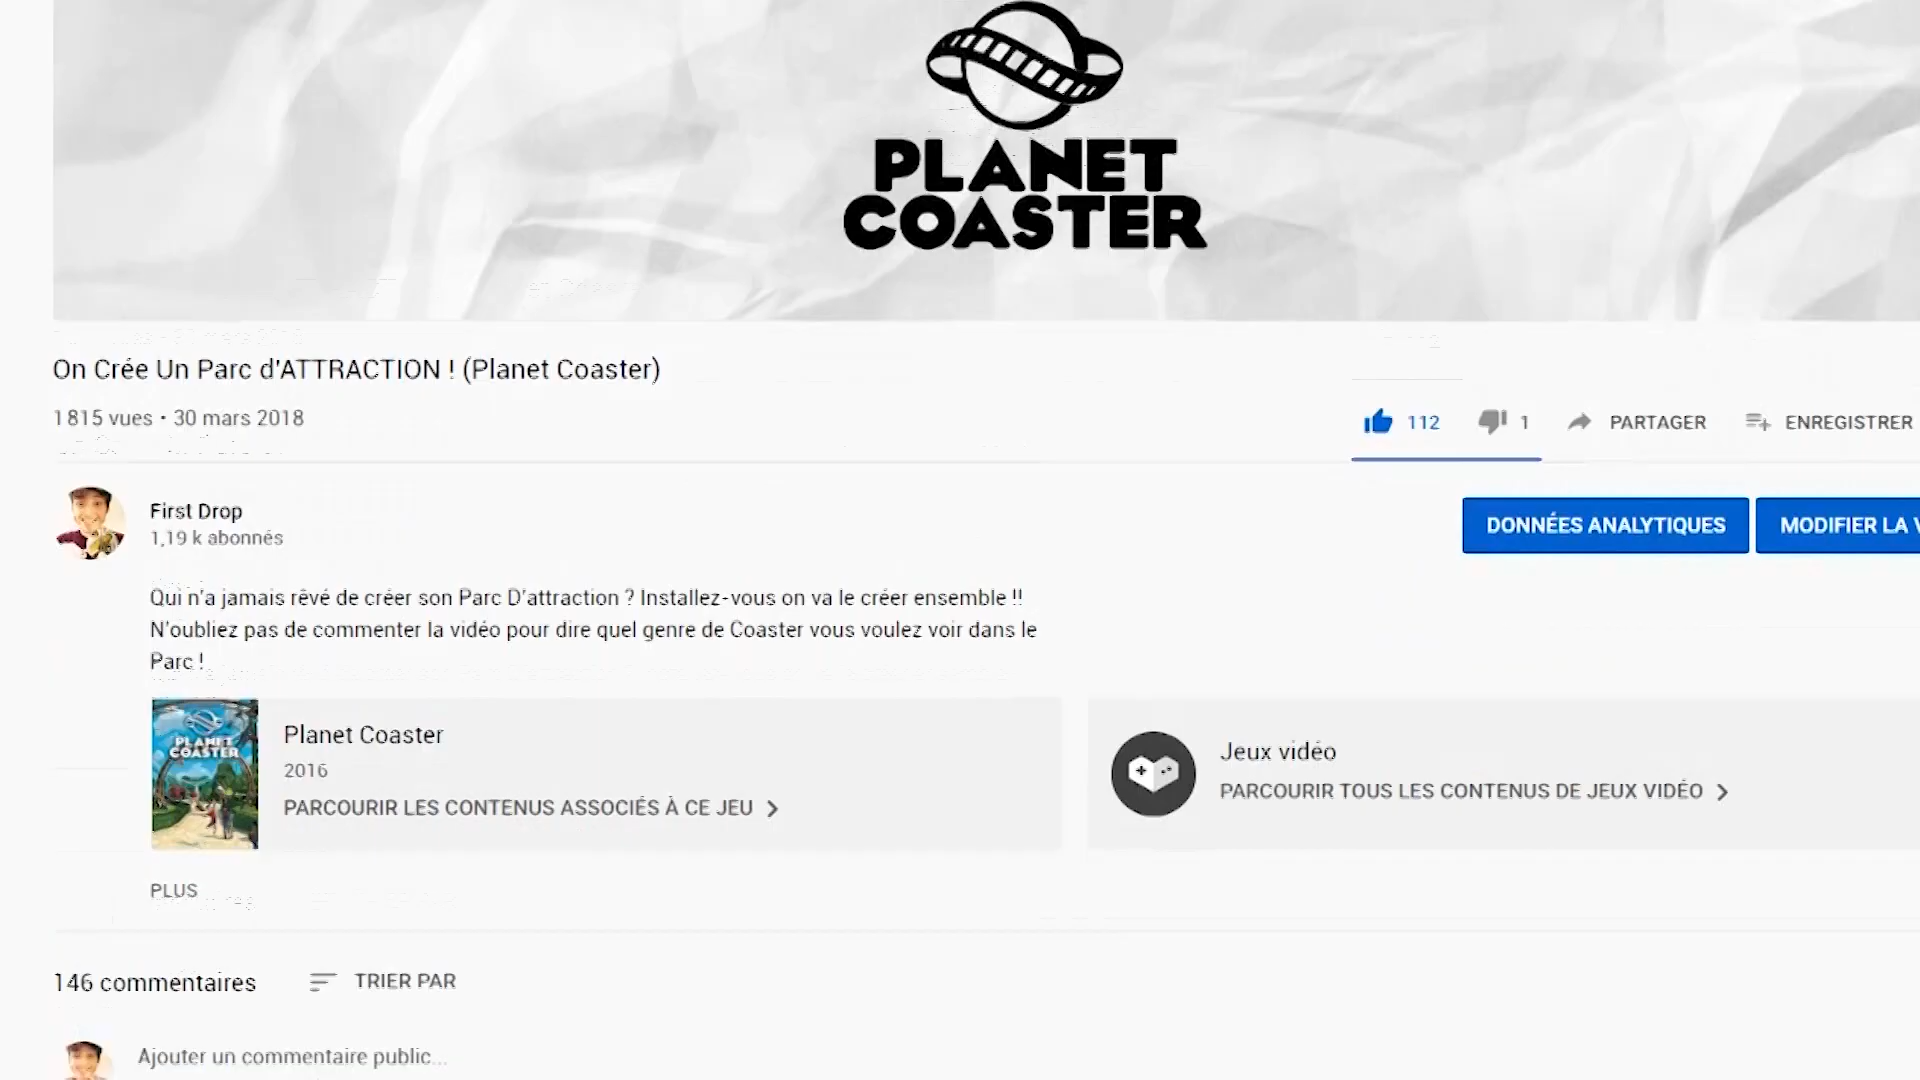 PLANET
COASTER
On Crée Un Parc d'ATTRACTION ! (Planet Coaster)
1 815 vues • 30 mars 2018
112 1 PARTAGER ENREGISTRER
First Drop
1,19 k abonnés
DONNÉES ANALYTIQUES MODIFIER LA V
Qui n'a jamais rêvé de créer son Parc D'attraction ? Installez-vous on va le créer ensemble !!
N'oubliez pas de commenter la vidéo pour dire quel genre de Coaster vous voulez voir dans le
Parc !
PLANET
COASTER
Planet Coaster
2016
PARCOURIR LES CONTENUS ASSOCIÉS À CE JEU
Jeux vidéo
PARCOURIR TOUS LES CONTENUS DE JEUX VIDÉO
PLUS
146 commentaires TRIER PAR
Ajouter un commentaire public...